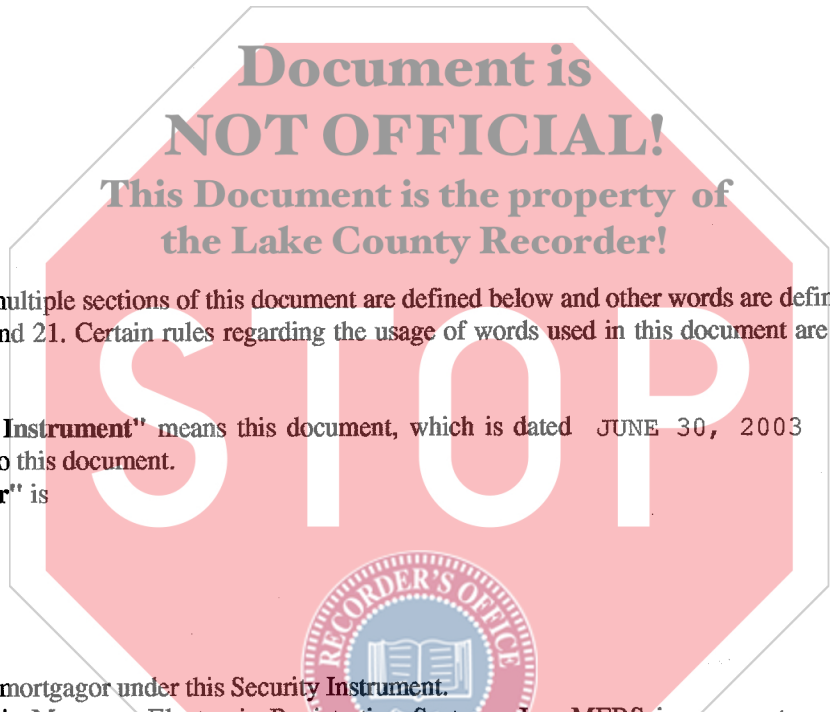 Document is
NOT OFFICIAL!
This Document is the property of
the Lake County Recorder!
multiple sections of this document are defined below and other words are defin
nd 21. Certain rules regarding the usage of words used in this document are
STOP
Instrument" means this document, which is dated JUNE 30, 2003
o this document.
r" is
RECORDER'S OFFICE
mortgagor under this Security Instrument.